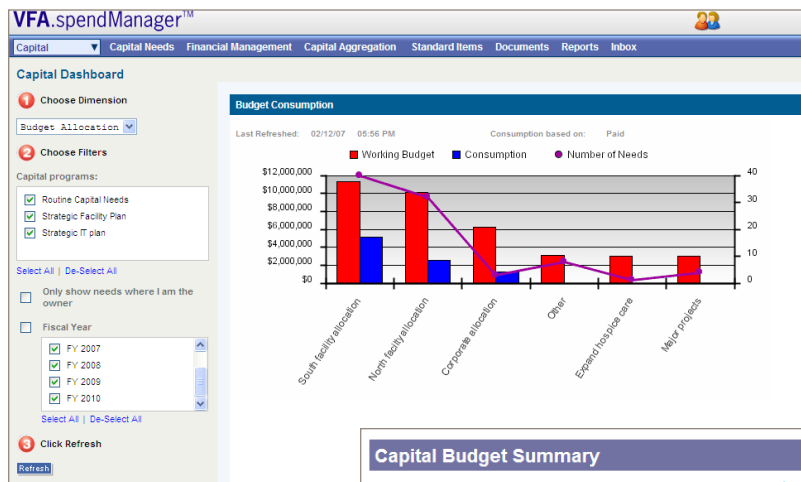 VFA.spendManager™
Capital Capital Needs Financial Management Capital Aggregation Standard Items Documents Reports Inbox
Capital Dashboard
1 Choose Dimension
Budget Allocation
2 Choose Filters
Capital programs:
Routine Capital Needs
Strategic Facility Plan
Strategic IT plan
Select All | De-Select All
Only show needs where I am the
owner
Fiscal Year
FY 2007
FY 2008
FY 2009
FY 2010
Select All | De-Select All
3 Click Refresh
Refresh
Budget Consumption
Last Refreshed: 02/12/07 05:56 PM Consumption based on: Paid
Working Budget Consumption Number of Needs
$12,000,000 40
$10,000,000
$8,000,000 30
$6,000,000 20
$4,000,000
$2,000,000 10
$0 0
South facility allocation
North facility allocation
Corporate allocation
Other
Expand hospice care
Major projects
Capital Budget Summary